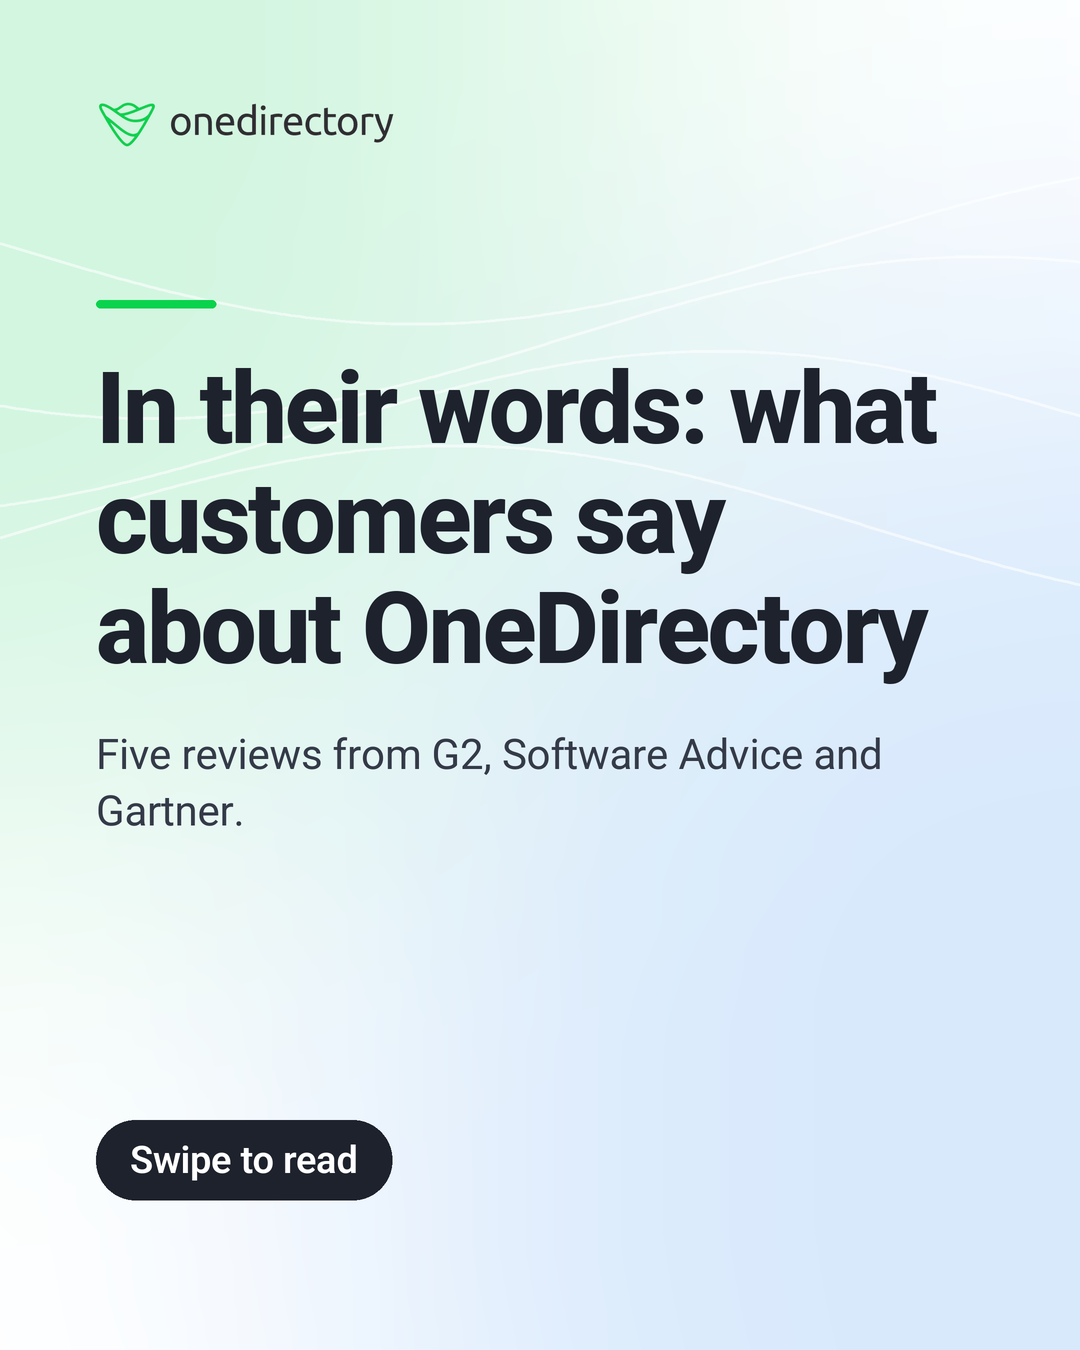 onedirectory
In their words: what
customers say
about OneDirectory
Five reviews from G2, Software Advice and
Gartner.
Swipe to read